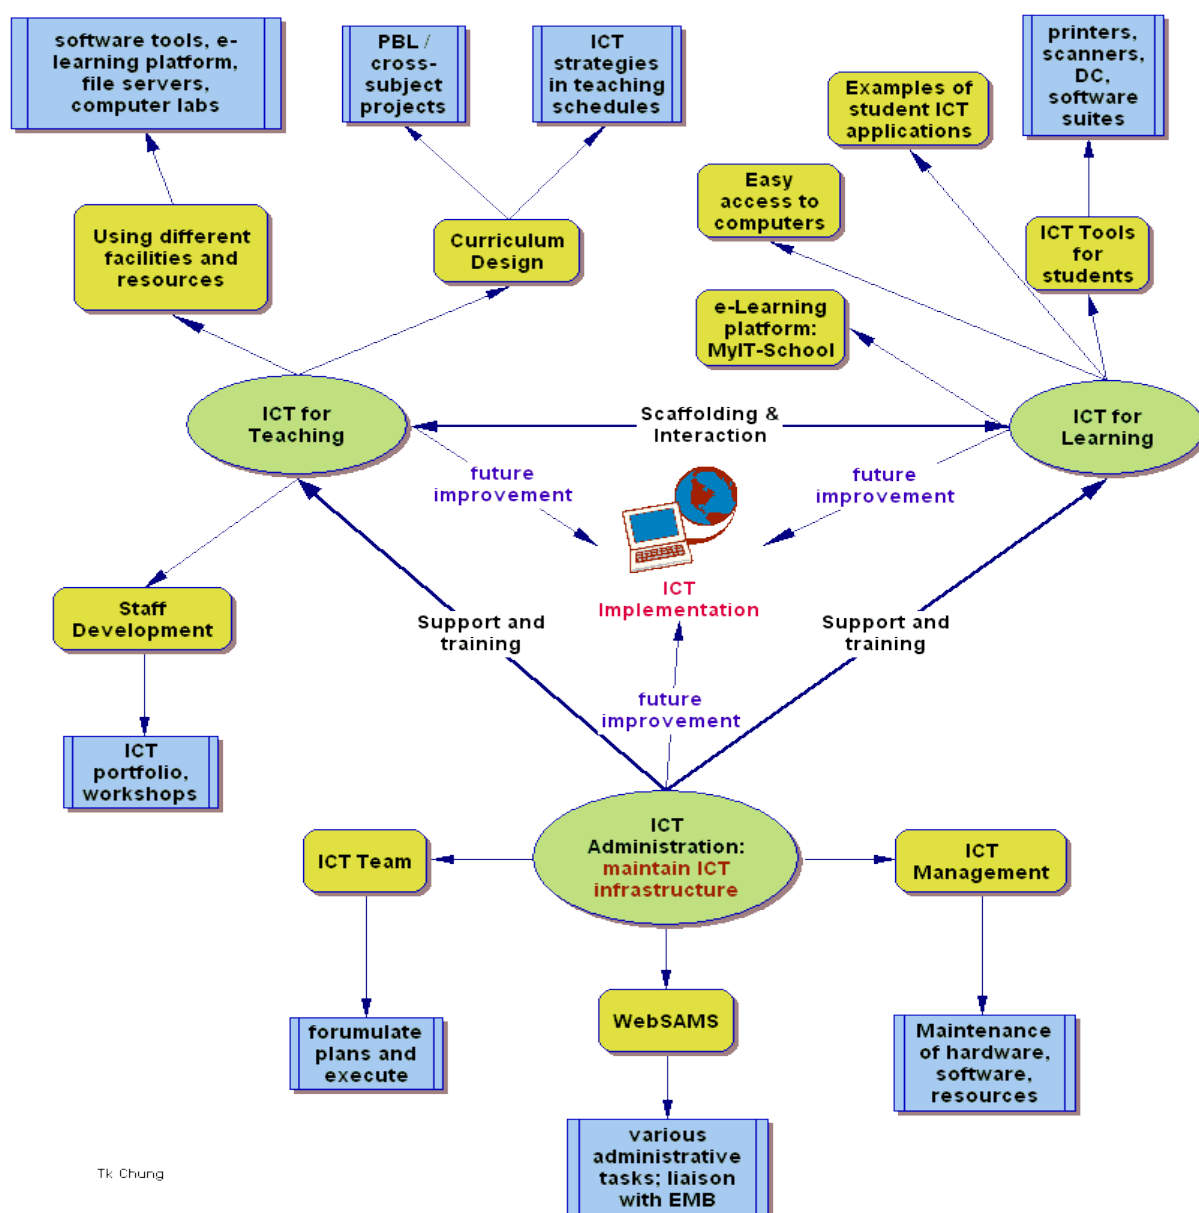 software tools, e-
learning platform,
file servers,
computer labs
PBL /
cross-
subject
projects
ICT
strategies
in teaching
schedules
Examples of
student ICT
applications
printers,
scanners,
DC,
software
suites
Easy
access to
computers
Using different
facilities and
resources
Curriculum
Design
ICT Tools
for
students
e-Learning
platform:
MyIT-School
ICT for
Teaching
Scaffolding &
Interaction
ICT for
Learning
future
improvement
future
improvement
ICT
Implementation
Staff
Development
Support and
training
Support and
training
future
improvement
ICT
portfolio,
workshops
ICT Team
ICT
Administration:
maintain ICT
infrastructure
ICT
Management
WebSAMS
forumulate
plans and
execute
Maintenance
of hardware,
software,
resources
various
administrative
tasks; liaison
with EMB
Tk Chung